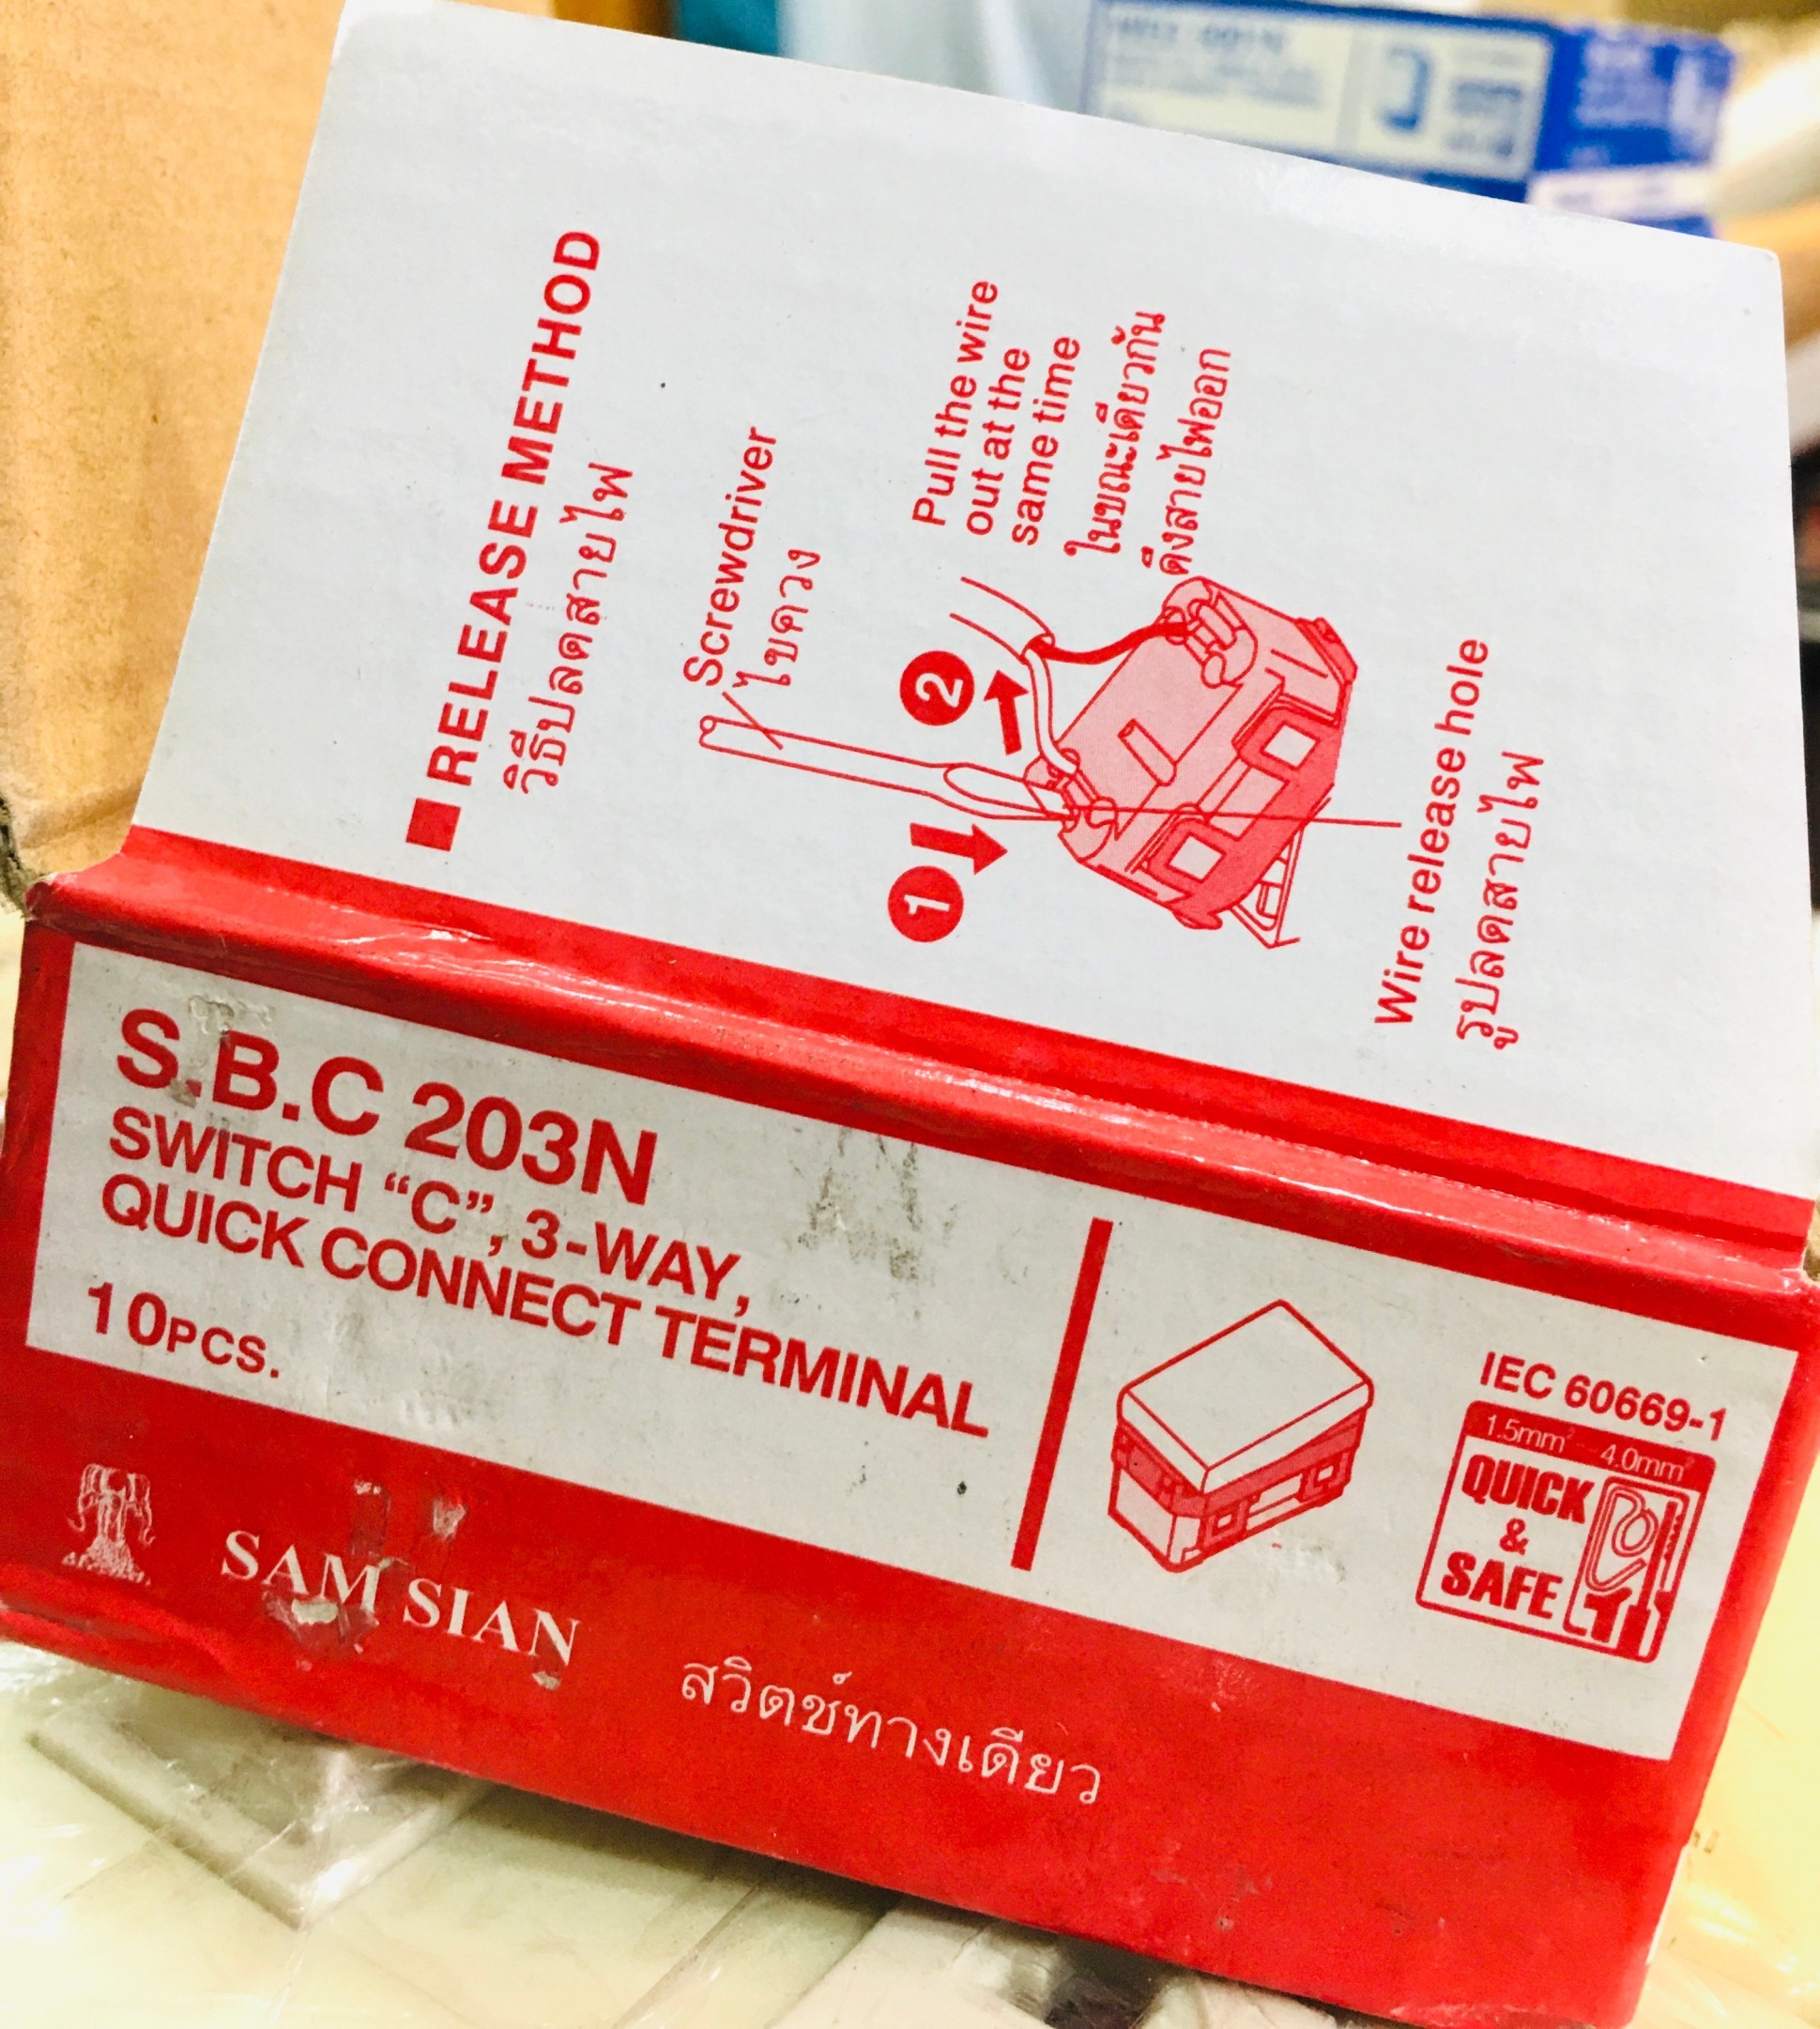 RELEASE METHOD
วิธีปลดสายไฟ
Screwdriver
ไขควง
Pull the wire
out at the
same time
ในขณะเดียวกัน
ดึงสายไฟออก
2
1
Wire release hole
รูปลดสายไฟ
S.B.C 203N
SWITCH “C”, 3-WAY,
QUICK CONNECT TERMINAL
10PCS.
IEC 60669-1
1.5mm² 4.0mm²
QUICK
&
SAFE
SAM SIAN
สวิตช์ทางเดียว